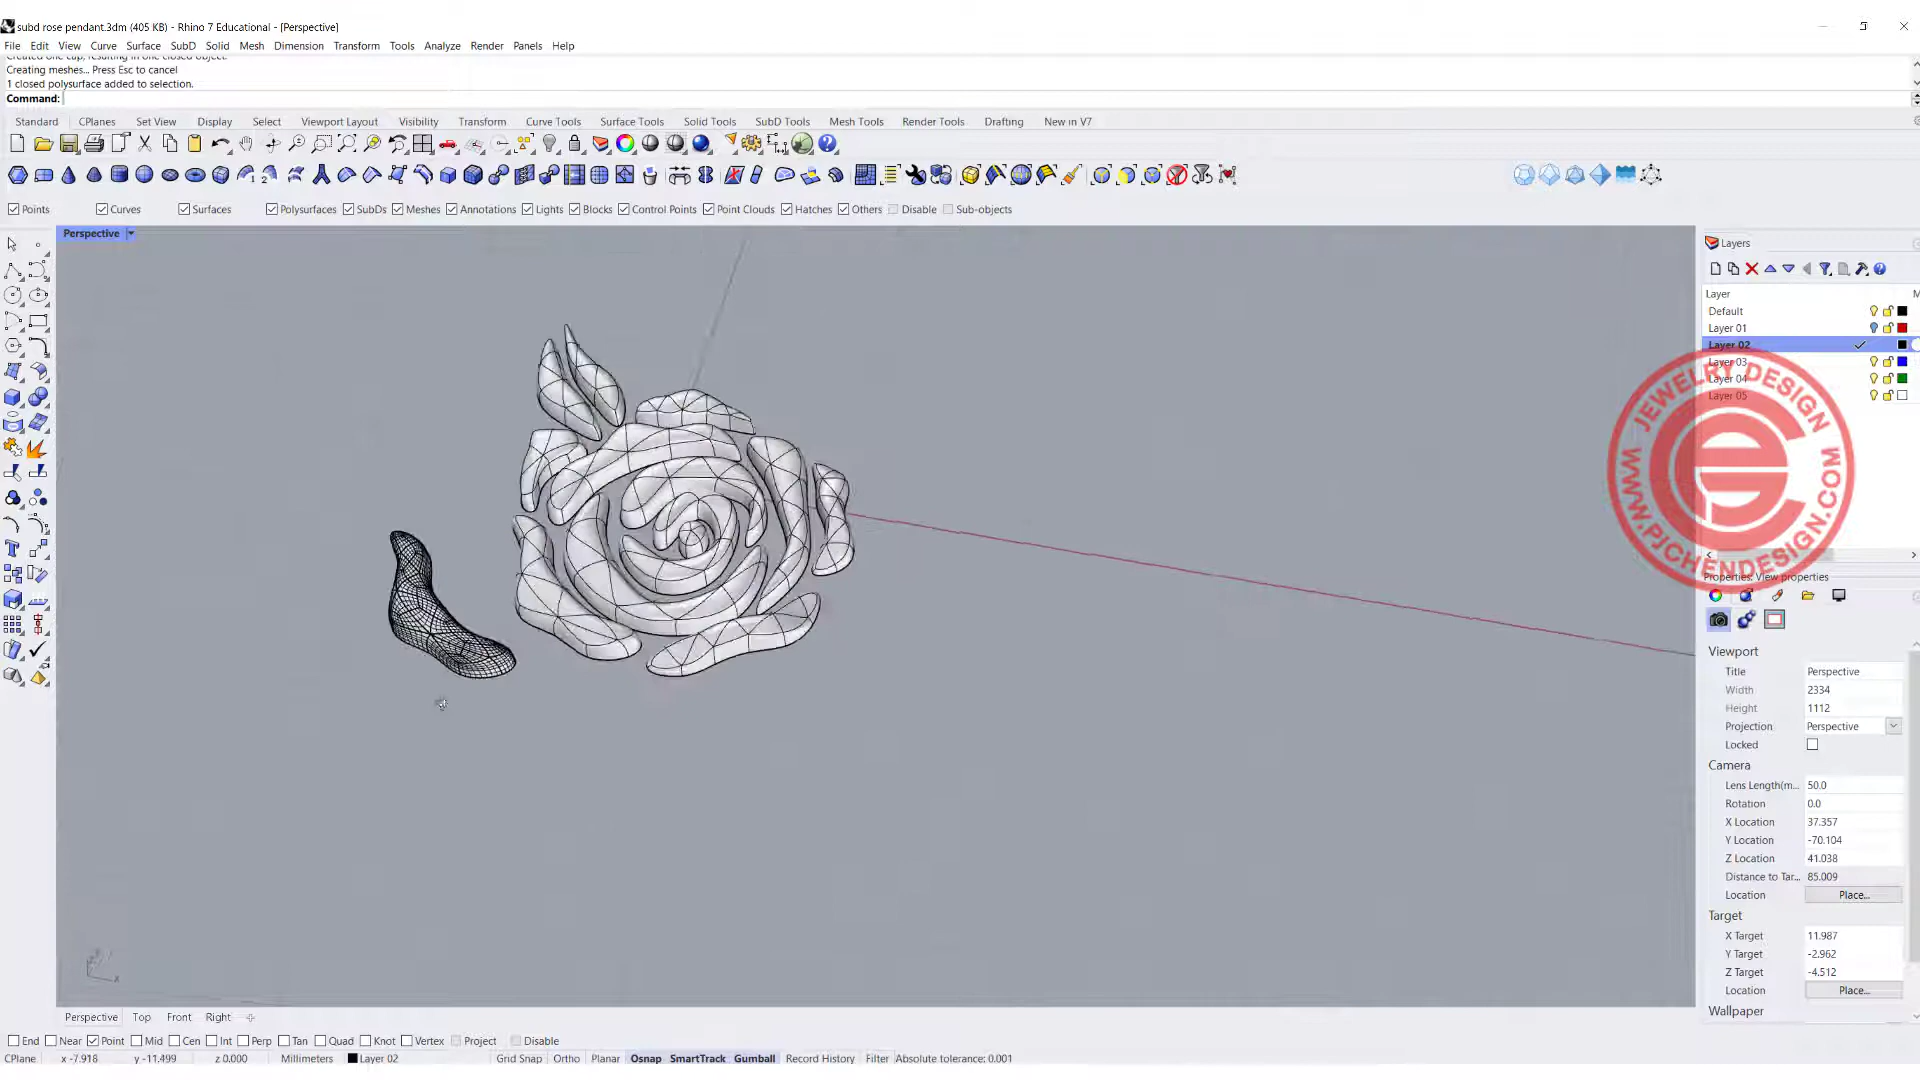 subd rose pendant.3dm (405 KB) - Rhino 7 Educational - [Perspective]
File Edit View Curve Surface SubD Solid Mesh Dimension Transform Tools Analyze Render Panels Help
Created one cap, resulting in one closed object.
Creating meshes... Press Esc to cancel
1 closed polysurface added to selection.
Command:
Standard CPlanes Set View Display Select Viewport Layout Visibility Transform Curve Tools Surface Tools Solid Tools SubD Tools Mesh Tools Render Tools Drafting New in V7
Points Curves Surfaces Polysurfaces SubDs Meshes Annotations Lights Blocks Control Points Point Clouds Hatches Others Disable Sub-objects
Perspective
Layers
Layer M
Default
Layer 01
Layer 02
Layer 03
Layer 04
Layer 05
JEWELRY DESIGN
WWW.PJCHENDESIGN.COM
Properties: View properties
Viewport
Title Perspective
Width 2334
Height 1112
Projection Perspective
Locked
Camera
Lens Length(m... 50.0
Rotation 0.0
X Location 37.357
Y Location -70.104
Z Location 41.038
Distance to Tar... 85.009
Location Place...
Target
X Target 11.987
Y Target -2.962
Z Target -4.512
Location Place...
Wallpaper
x
Perspective Top Front Right
End Near Point Mid Cen Int Perp Tan Quad Knot Vertex Project Disable
CPlane x -7.918 y -11.499 z 0.000 Millimeters Layer 02 Grid Snap Ortho Planar Osnap SmartTrack Gumball Record History Filter Absolute tolerance: 0.001